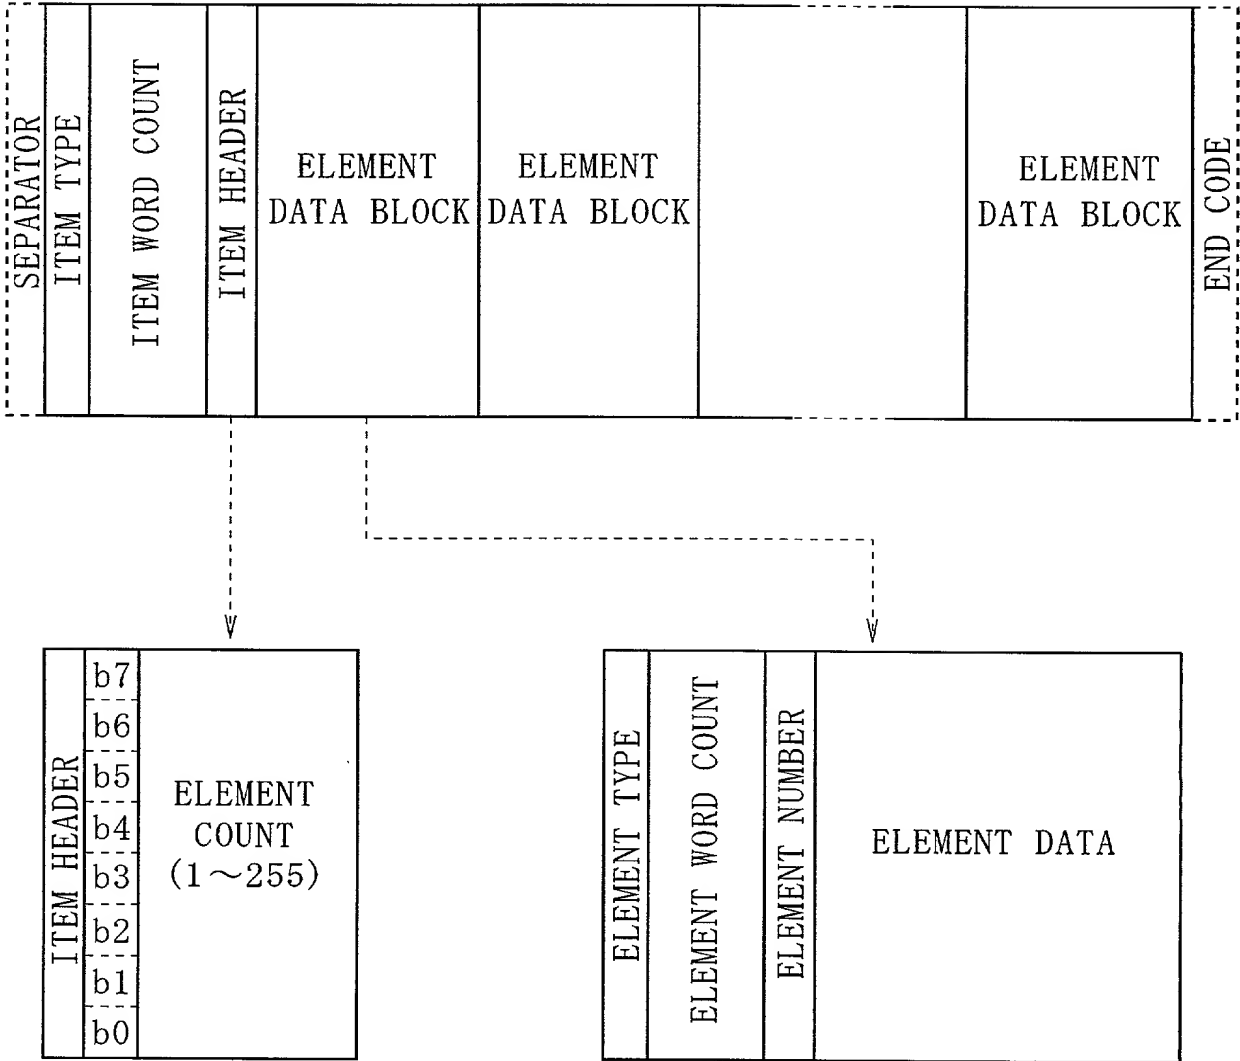 SEPARATOR
ITEM TYPE
ITEM WORD COUNT
ITEM HEADER
ELEMENT
DATA BLOCK
ELEMENT
DATA BLOCK
ELEMENT
DATA BLOCK
END CODE
ITEM HEADER
b7
b6
b5
b4
b3
b2
b1
b0
ELEMENT
COUNT
(1～255)
ELEMENT TYPE
ELEMENT WORD COUNT
ELEMENT NUMBER
ELEMENT DATA